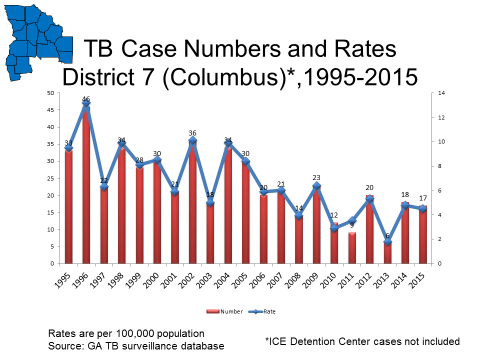 TB Case Numbers and Rates
District 7 (Columbus)*,1995-2015
50 14
45
40 12
35 10
30 8
25
20 6
15 4
10 2
5
0 0
46 28 30 21 36 18 34 30 20 21 14 23 12 9 20 6 18 17
1995 1996 1997 1998 1999 2000 2001 2002 2003 2004 2005 2006 2007 2008 2009 2010 2011 2012 2013 2014 2015
Number Rate
Rates are per 100,000 population
Source: GA TB surveillance database
*ICE Detention Center cases not included